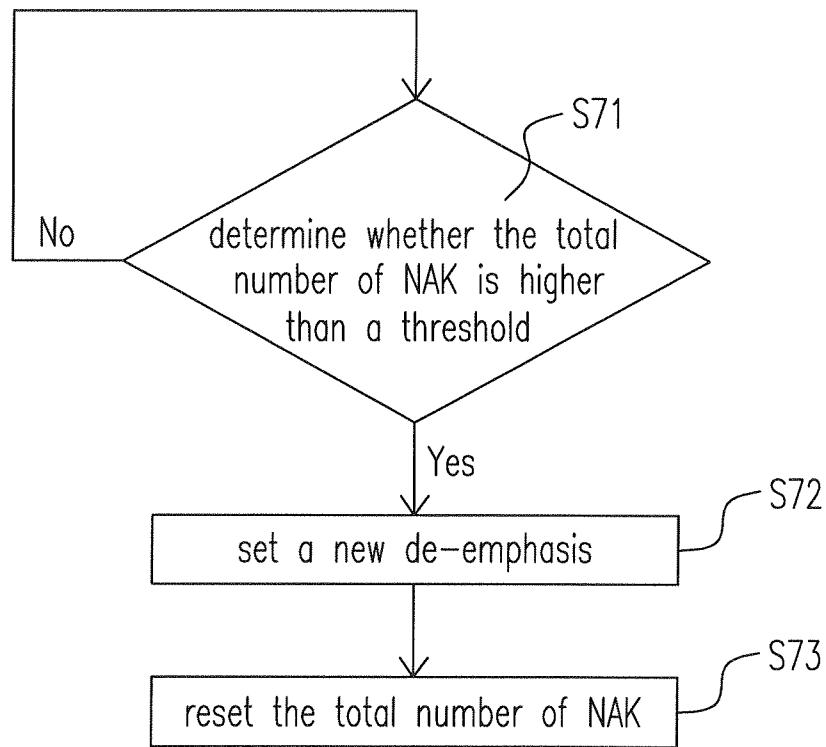 S71
No
determine whether the total
number of NAK is higher
than a threshold
Yes
S72
set a new de-emphasis
S73
reset the total number of NAK